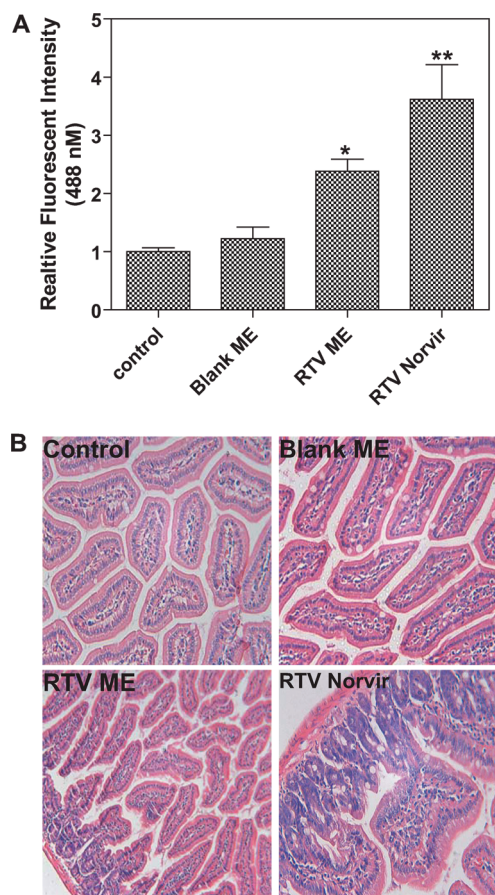 A
Realtive Fluorescent Intensity
(488 nM)
5
4
3
2
1
0
*
**
control
Blank ME
RTV ME
RTV Norvir
B
Control
Blank ME
RTV ME
RTV Norvir